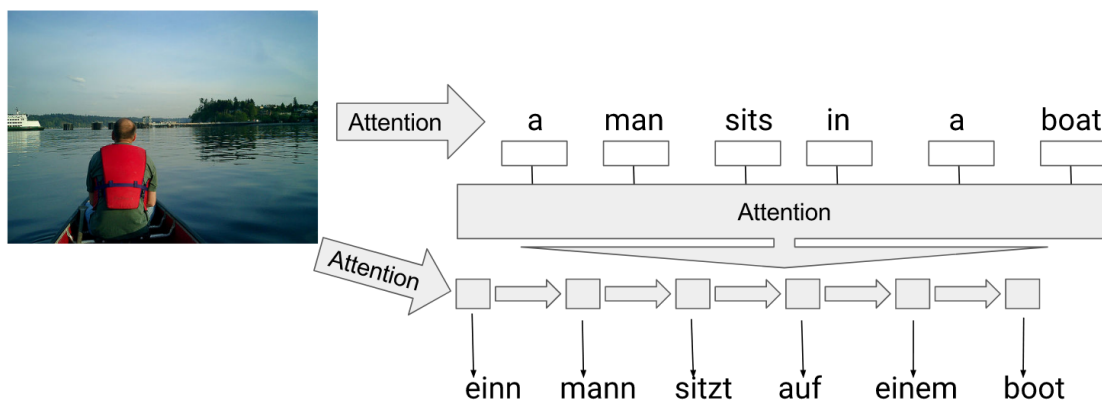 Attention
a man sits in a boat
Attention
Attention
einn mann sitzt auf einem boot